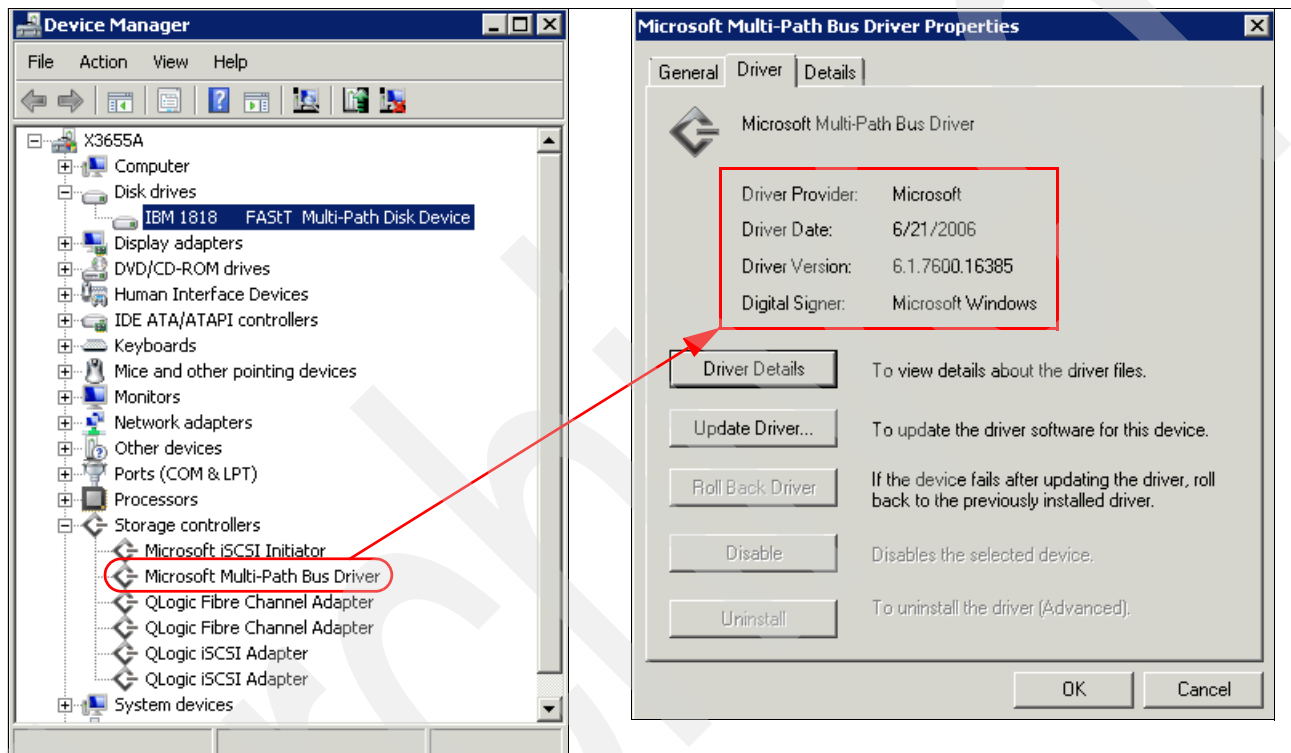 Device Manager
File Action View Help
X3655A
Computer
Disk drives
IBM 1818 FAStT Multi-Path Disk Device
Display adapters
DVD/CD-ROM drives
Human Interface Devices
IDE ATA/ATAPI controllers
Keyboards
Mice and other pointing devices
Monitors
Network adapters
Other devices
Ports (COM & LPT)
Processors
Storage controllers
Microsoft iSCSI Initiator
Microsoft Multi-Path Bus Driver
QLogic Fibre Channel Adapter
QLogic Fibre Channel Adapter
QLogic iSCSI Adapter
QLogic iSCSI Adapter
System devices
Microsoft Multi-Path Bus Driver Properties
General Driver Details
Microsoft Multi-Path Bus Driver
Driver Provider: Microsoft
Driver Date: 6/21/2006
Driver Version: 6.1.7600.16385
Digital Signer: Microsoft Windows
Driver Details To view details about the driver files.
Update Driver... To update the driver software for this device.
Roll Back Driver If the device fails after updating the driver, roll
back to the previously installed driver.
Disable Disables the selected device.
Uninstall To uninstall the driver (Advanced).
OK Cancel